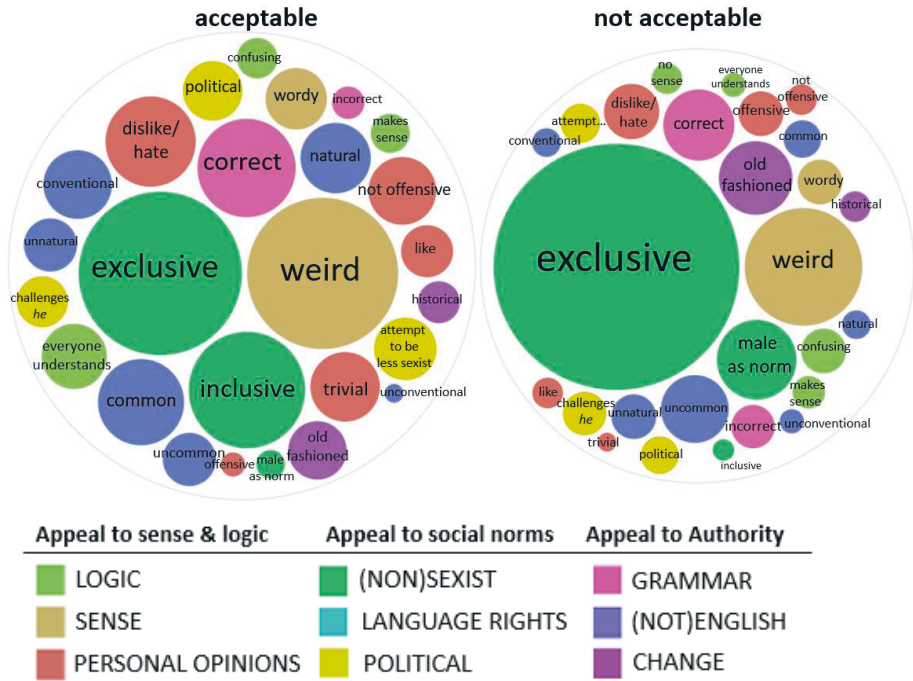 acceptable
confusing
political
wordy
incorrect
dislike/
hate
makes
sense
correct
natural
conventional
not offensive
unnatural
exclusive
weird
like
challenges
he
historical
everyone
understands
attempt
to be
less sexist
inclusive
trivial
unconventional
common
old
fashioned
uncommon
offensive
male
as norm
not acceptable
no
sense
everyone
understands
not
offensive
dislike/
hate
offensive
attempt...
correct
common
conventional
old
fashioned
wordy
historical
exclusive
weird
natural
male
as norm
confusing
like
makes
sense
challenges
he
unnatural
uncommon
unconventional
incorrect
trivial
political
inclusive
Appeal to sense & logic
LOGIC
SENSE
PERSONAL OPINIONS
Appeal to social norms
(NON)SEXIST
LANGUAGE RIGHTS
POLITICAL
Appeal to Authority
GRAMMAR
(NOT)ENGLISH
CHANGE